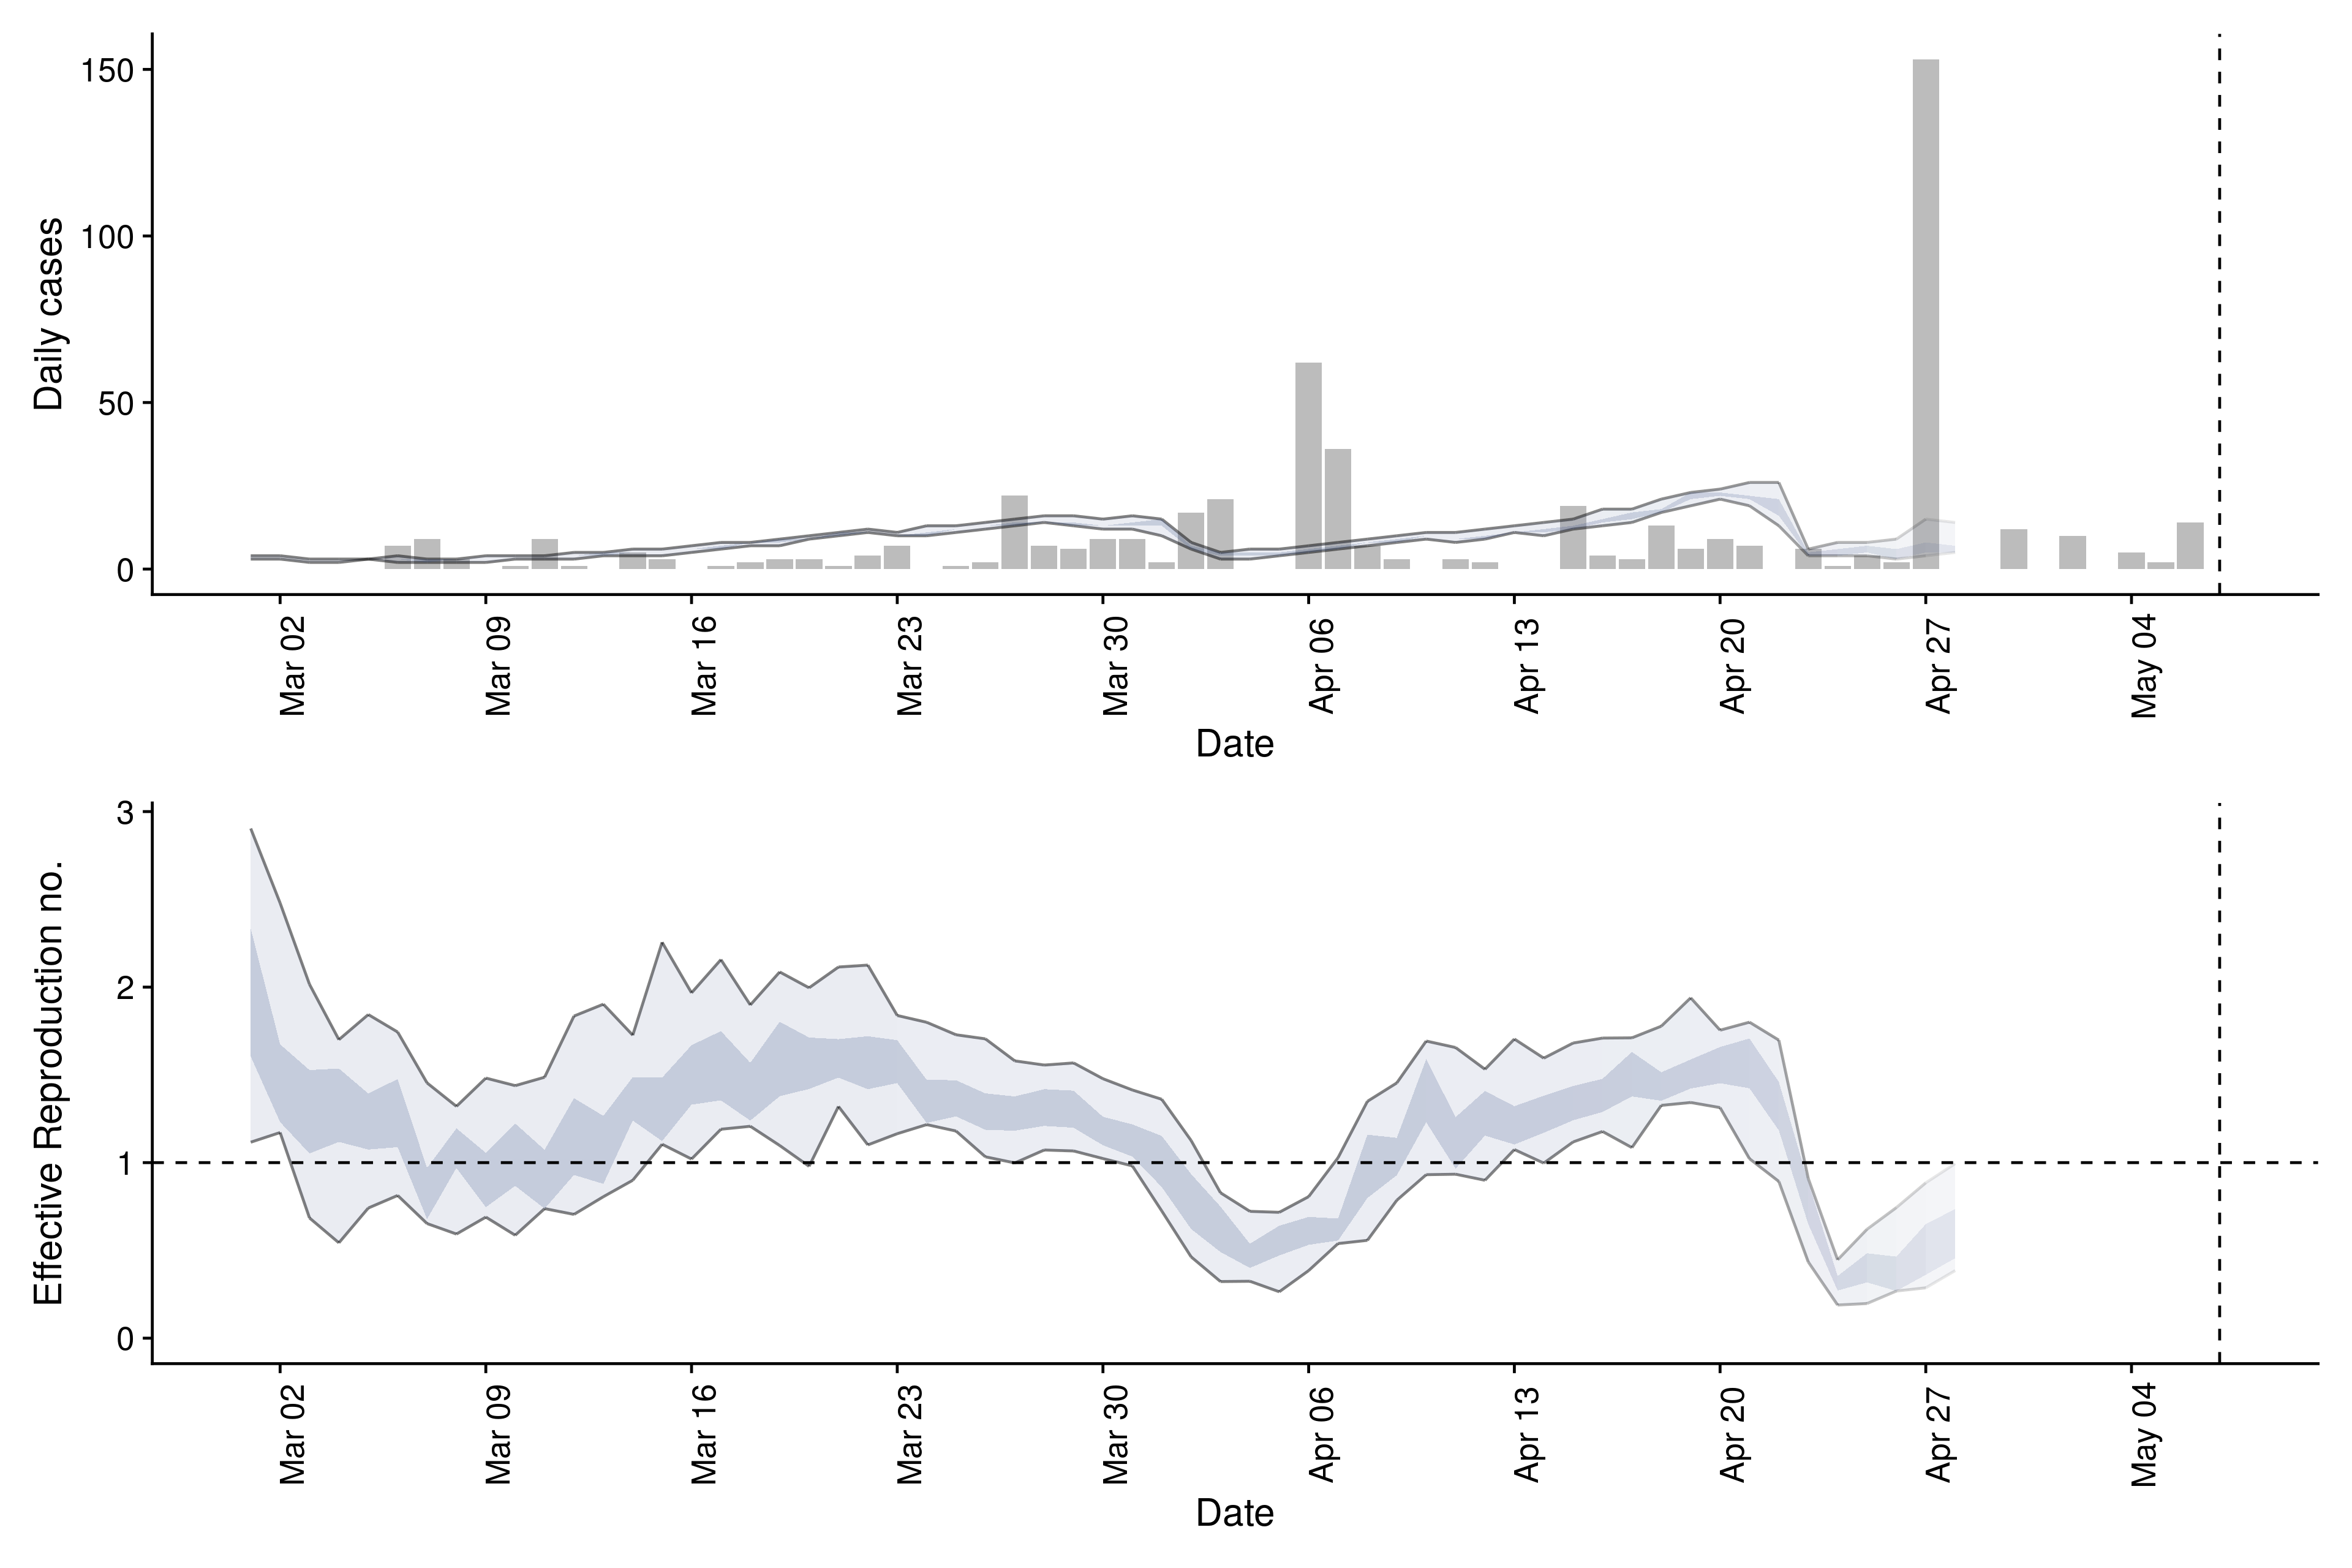 Daily cases
150
100
50
0
Mar 02
Mar 09
Mar 16
Mar 23
Mar 30
Apr 06
Apr 13
Apr 20
Apr 27
May 04
Date
Effective Reproduction no.
3
2
1
0
Mar 02
Mar 09
Mar 16
Mar 23
Mar 30
Apr 06
Apr 13
Apr 20
Apr 27
May 04
Date